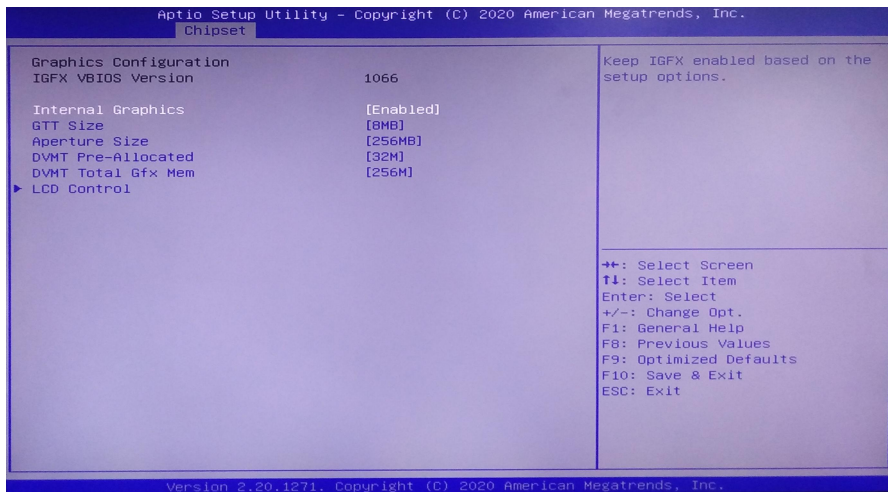 Aptio Setup Utility – Copyright (C) 2020 American Megatrends, Inc.
Chipset
Graphics Configuration
IGFX VBIOS Version 1066
Internal Graphics [Enabled]
GTT Size [8MB]
Aperture Size [256MB]
DVMT Pre-Allocated [32M]
DVMT Total Gfx Mem [256M]
► LCD Control
Keep IGFX enabled based on the
setup options.
→←: Select Screen
↑↓: Select Item
Enter: Select
+/-: Change Opt.
F1: General Help
F8: Previous Values
F9: Optimized Defaults
F10: Save & Exit
ESC: Exit
Version 2.20.1271. Copyright (C) 2020 American Megatrends, Inc.